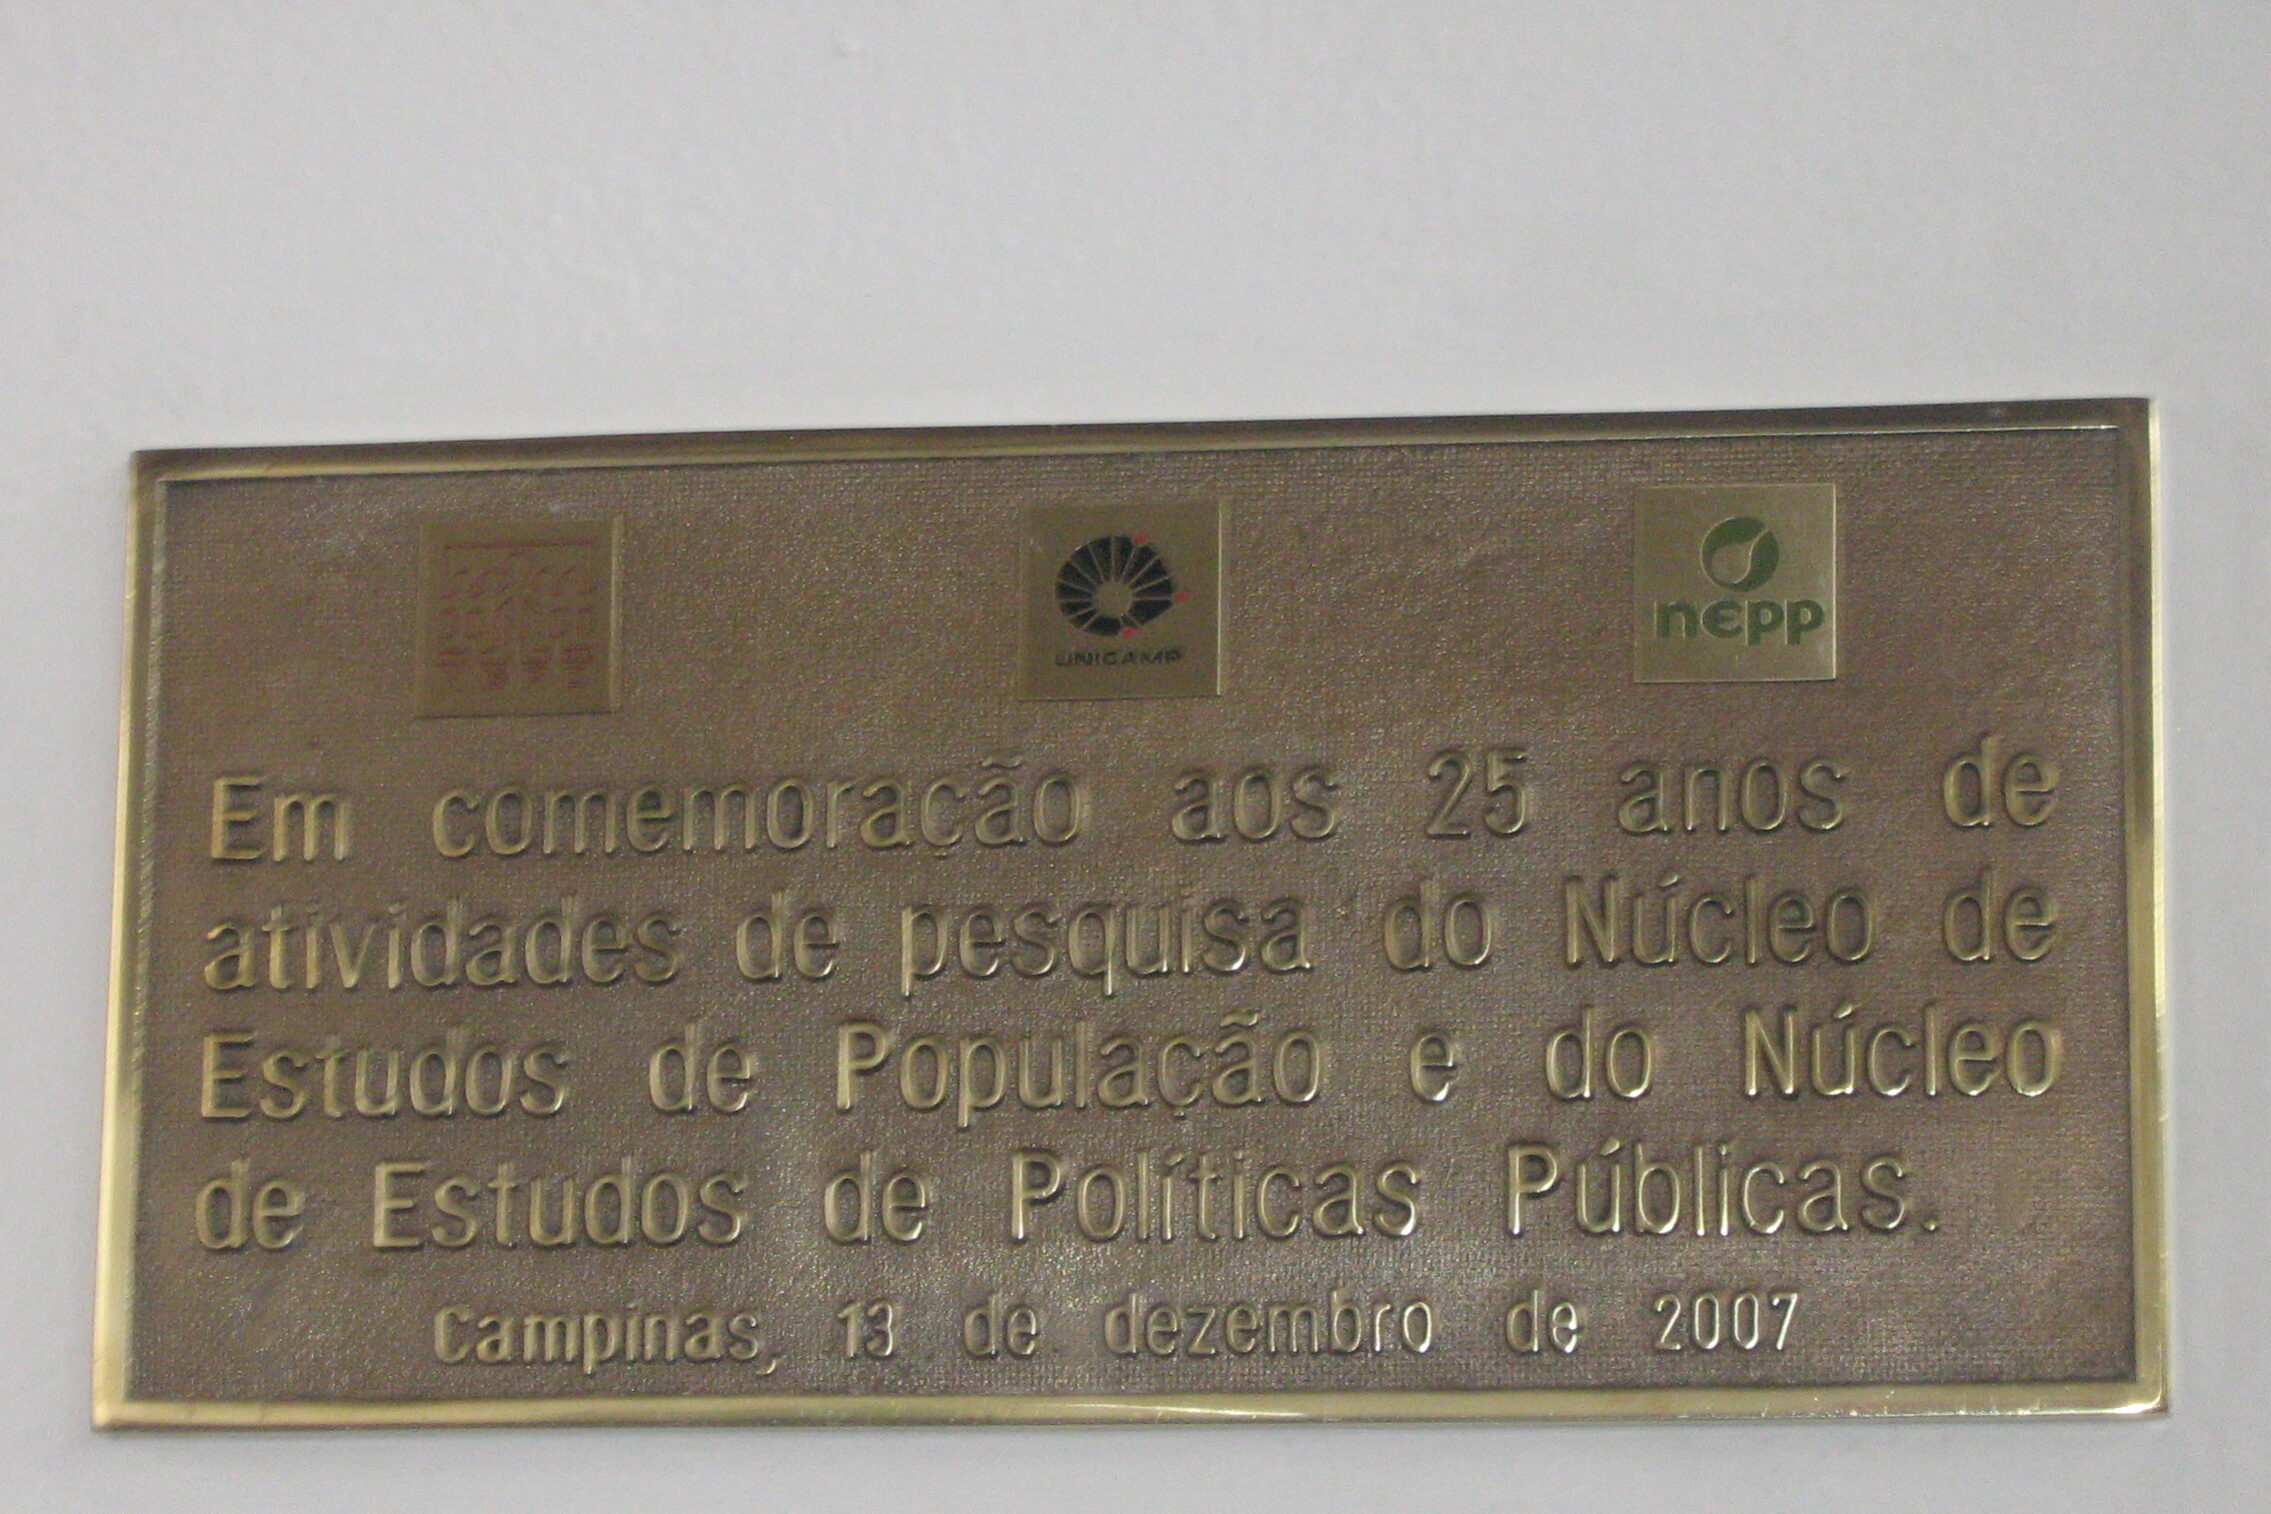 UNICAMP
nepp
Em comemoração aos 25 anos de
atividades de pesquisa do Núcleo de
Estudos de População e do Núcleo
de Estudos de Políticas Públicas.
Campinas, 13 de dezembro de 2007